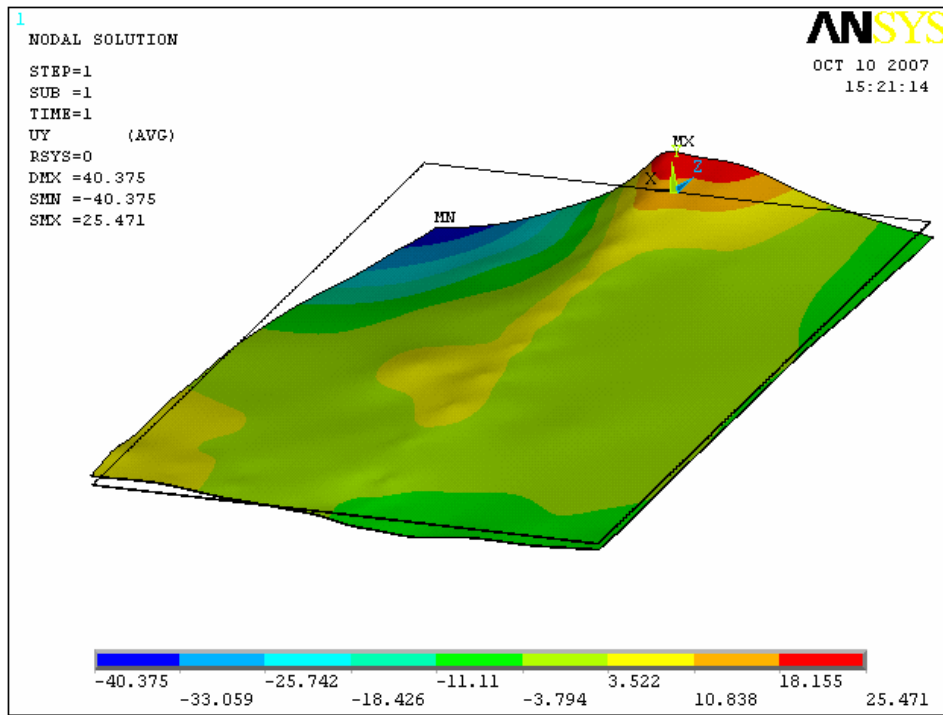 1
NODAL SOLUTION
STEP=1
SUB =1
TIME=1
UY (AVG)
RSYS=0
DMX =40.375
SMN =-40.375
SMX =25.471
ANSYS
OCT 10 2007
15:21:14
MX
Y
Z
X
MN
-40.375 -25.742 -11.11 3.522 18.155
-33.059 -18.426 -3.794 10.838 25.471